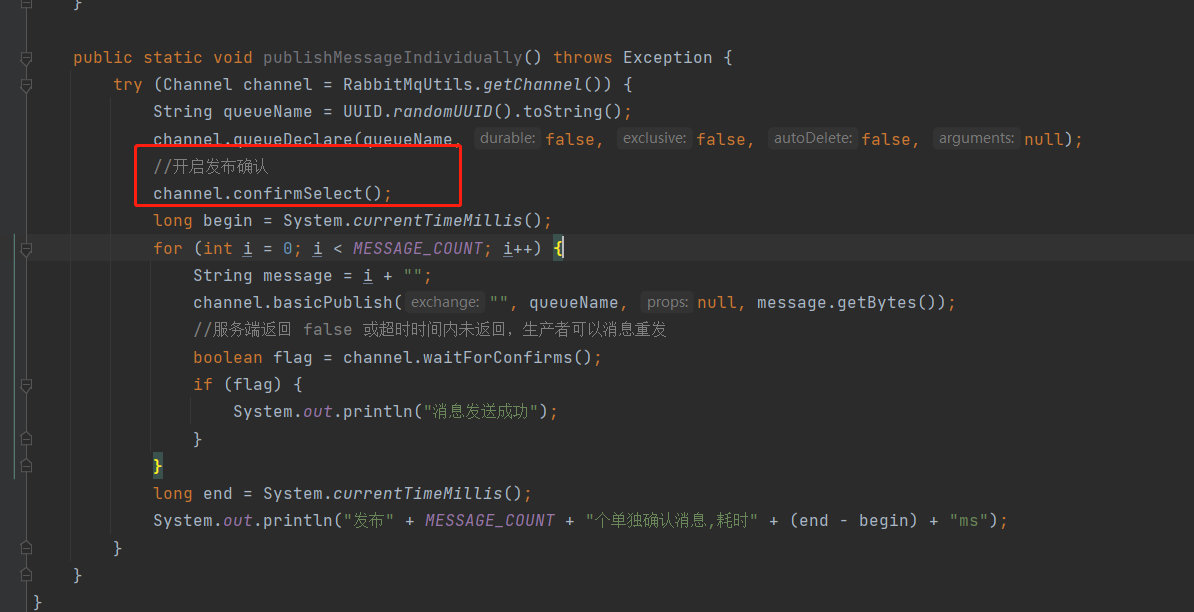 }
public static void publishMessageIndividually() throws Exception {
try (Channel channel = RabbitMqUtils.getChannel()) {
String queueName = UUID.randomUUID().toString();
channel.queueDeclare(queueName, durable: false, exclusive: false, autoDelete: false, arguments: null);
//开启发布确认
channel.confirmSelect();
long begin = System.currentTimeMillis();
for (int i = 0; i < MESSAGE_COUNT; i++) {
String message = i + "";
channel.basicPublish( exchange: "", queueName, props: null, message.getBytes());
//服务端返回 false 或超时时间内未返回，生产者可以消息重发
boolean flag = channel.waitForConfirms();
if (flag) {
System.out.println("消息发送成功");
}
}
long end = System.currentTimeMillis();
System.out.println("发布" + MESSAGE_COUNT + "个单独确认消息,耗时" + (end - begin) + "ms");
}
}
}